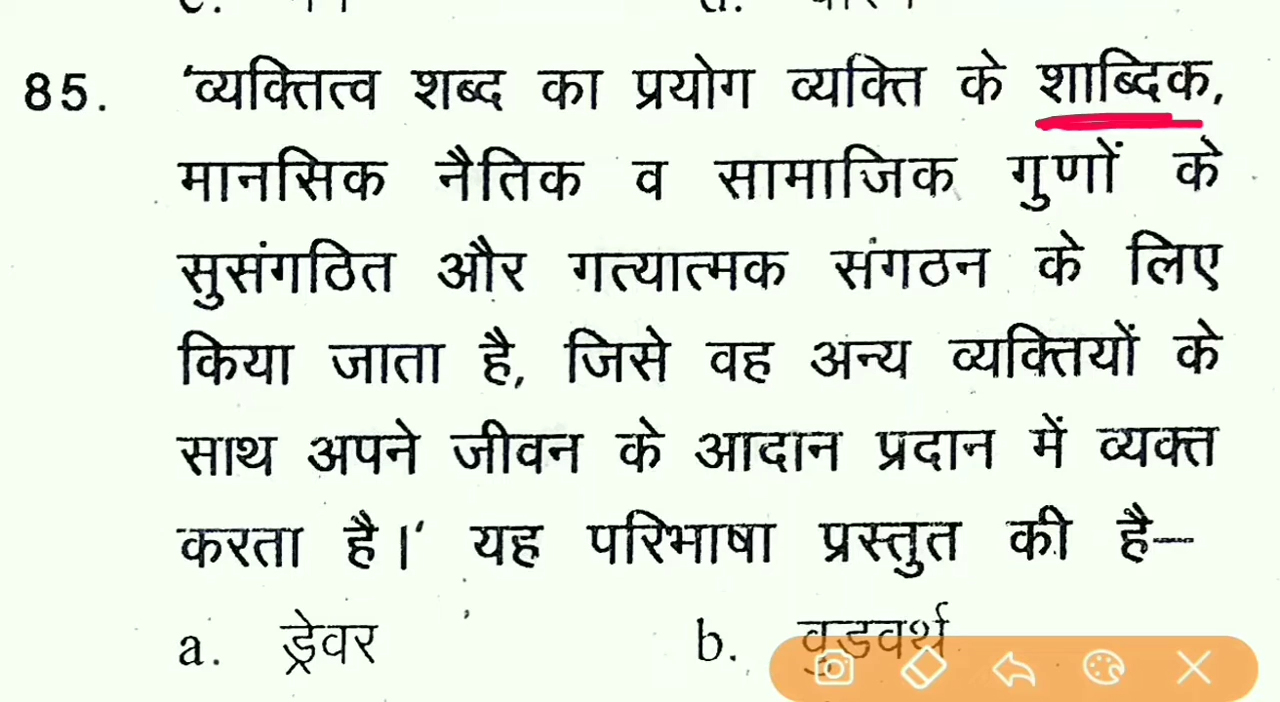 85. 'व्यक्तित्व शब्द का प्रयोग व्यक्ति के शाब्दिक,
मानसिक नैतिक व सामाजिक गुणों के
सुसंगठित और गत्यात्मक संगठन के लिए
किया जाता है, जिसे वह अन्य व्यक्तियों के
साथ अपने जीवन के आदान प्रदान में व्यक्त
करता है।' यह परिभाषा प्रस्तुत की है—
a. ड्रेवर b. वुडवर्थ